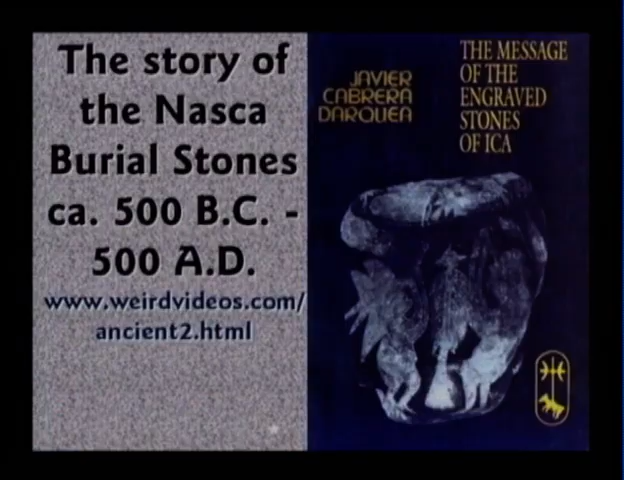 The story of
the Nasca
Burial Stones
ca. 500 B.C. -
500 A.D.
www.weirdvideos.com/
ancient2.html
JAVIER
CABRERA
DARQUEA
THE MESSAGE
OF THE
ENGRAVED
STONES
OF ICA